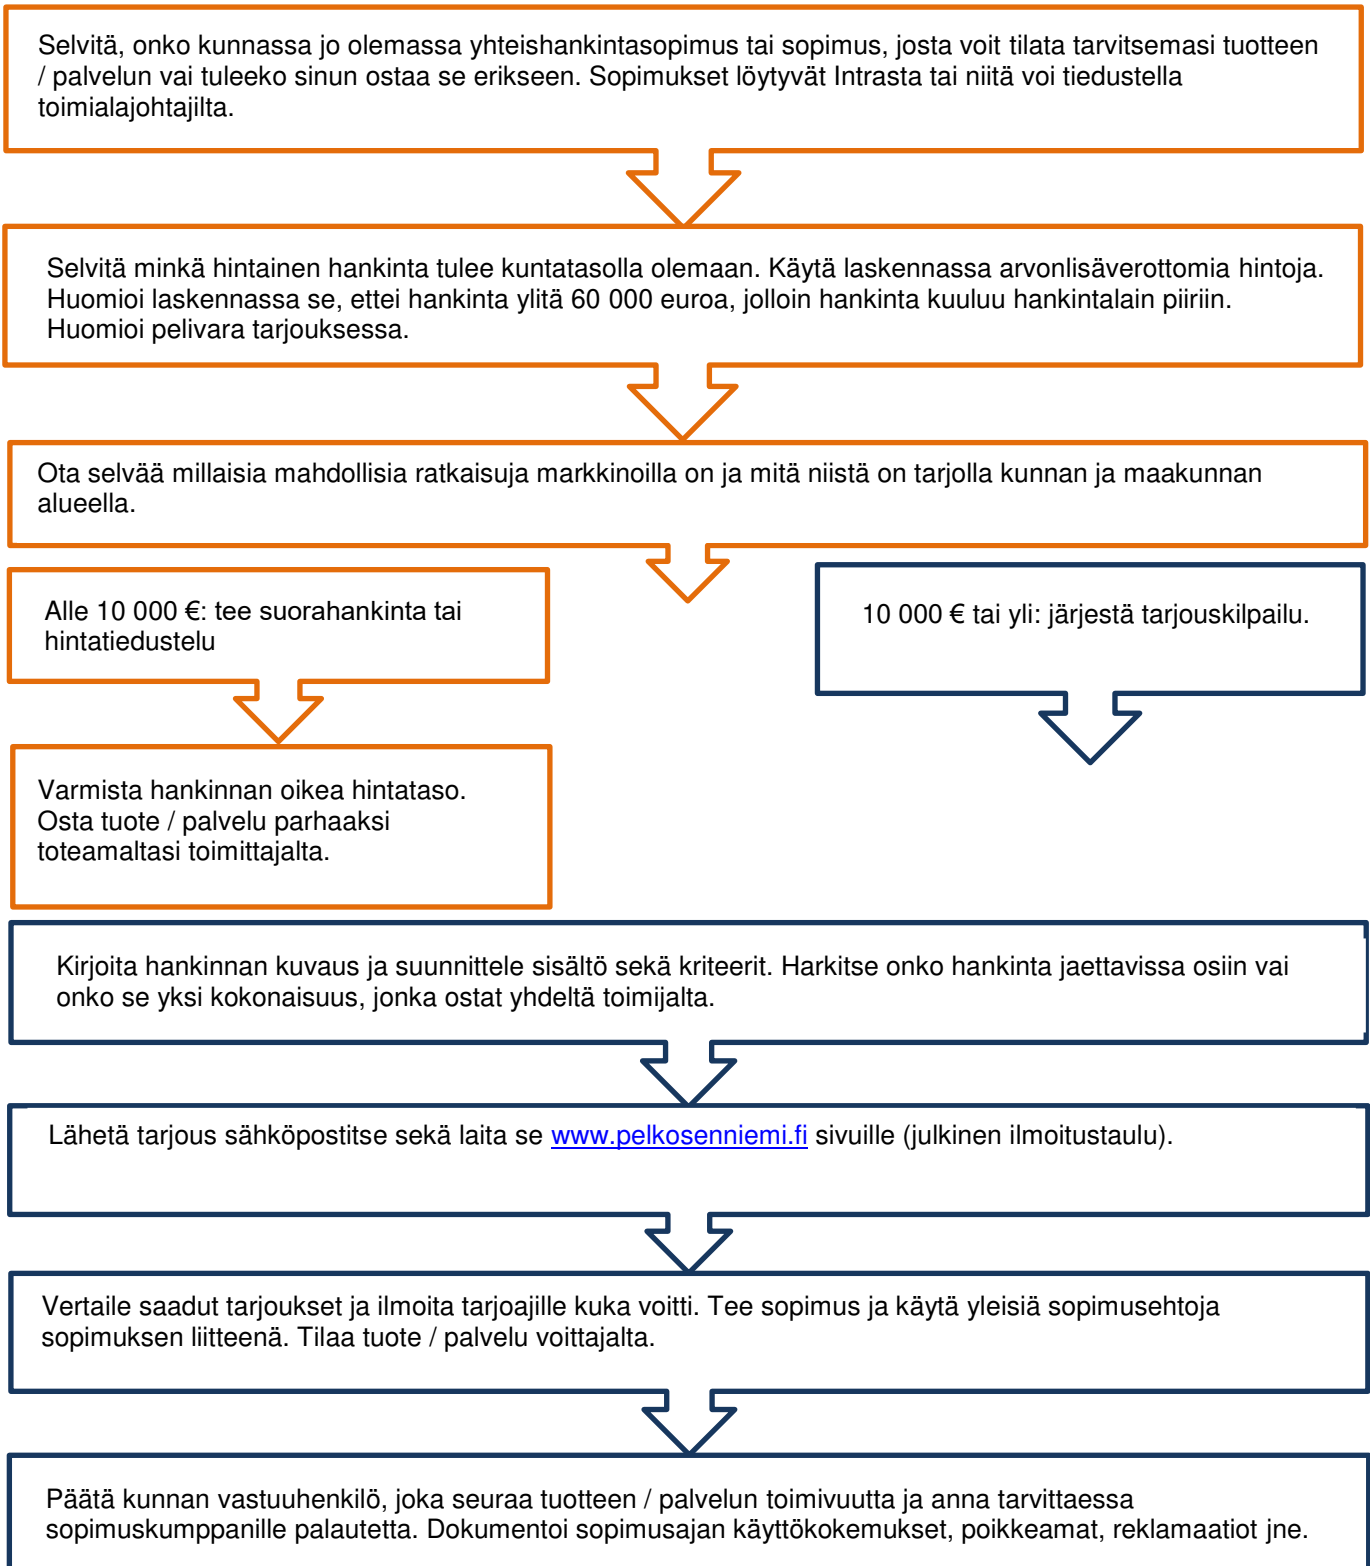 Selvitä, onko kunnassa jo olemassa yhteishankintasopimus tai sopimus, josta voit tilata tarvitsemasi tuotteen
/ palvelun vai tuleeko sinun ostaa se erikseen. Sopimukset löytyvät Intrasta tai niitä voi tiedustella
toimialajohtajilta.
Selvitä minkä hintainen hankinta tulee kuntatasolla olemaan. Käytä laskennassa arvonlisäverottomia hintoja.
Huomioi laskennassa se, ettei hankinta ylitä 60 000 euroa, jolloin hankinta kuuluu hankintalain piiriin.
Huomioi pelivara tarjouksessa.
Ota selvää millaisia mahdollisia ratkaisuja markkinoilla on ja mitä niistä on tarjolla kunnan ja maakunnan
alueella.
Alle 10 000 €: tee suorahankinta tai
hintatiedustelu
10 000 € tai yli: järjestä tarjouskilpailu.
Varmista hankinnan oikea hintataso.
Osta tuote / palvelu parhaaksi
toteamaltasi toimittajalta.
Kirjoita hankinnan kuvaus ja suunnittele sisältö sekä kriteerit. Harkitse onko hankinta jaettavissa osiin vai
onko se yksi kokonaisuus, jonka ostat yhdeltä toimijalta.
Lähetä tarjous sähköpostitse sekä laita se www.pelkosenniemi.fi sivuille (julkinen ilmoitustaulu).
Vertaile saadut tarjoukset ja ilmoita tarjoajille kuka voitti. Tee sopimus ja käytä yleisiä sopimusehtoja
sopimuksen liitteenä. Tilaa tuote / palvelu voittajalta.
Päätä kunnan vastuuhenkilö, joka seuraa tuotteen / palvelun toimivuutta ja anna tarvittaessa
sopimuskumppanille palautetta. Dokumentoi sopimusajan käyttökokemukset, poikkeamat, reklamaatiot jne.